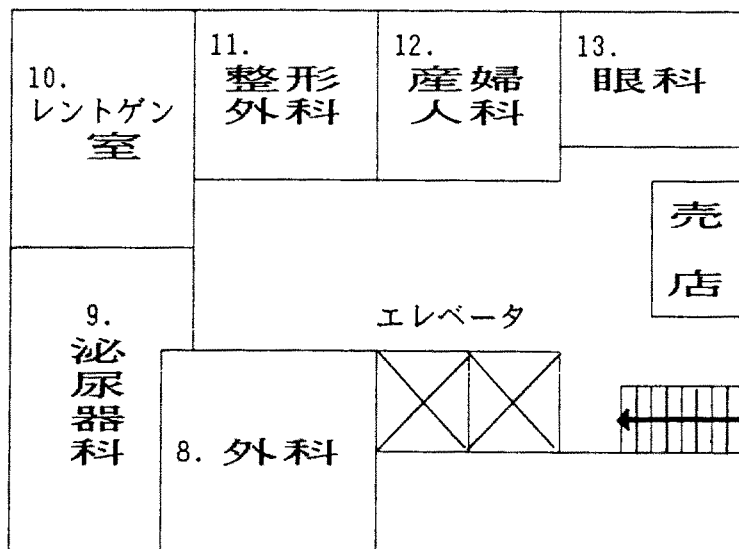 10.
レントゲン
室
11.
整形
外科
12.
産婦
人科
13.
眼科
売
店
エレベータ
9.
泌
尿
器
科
8. 外科